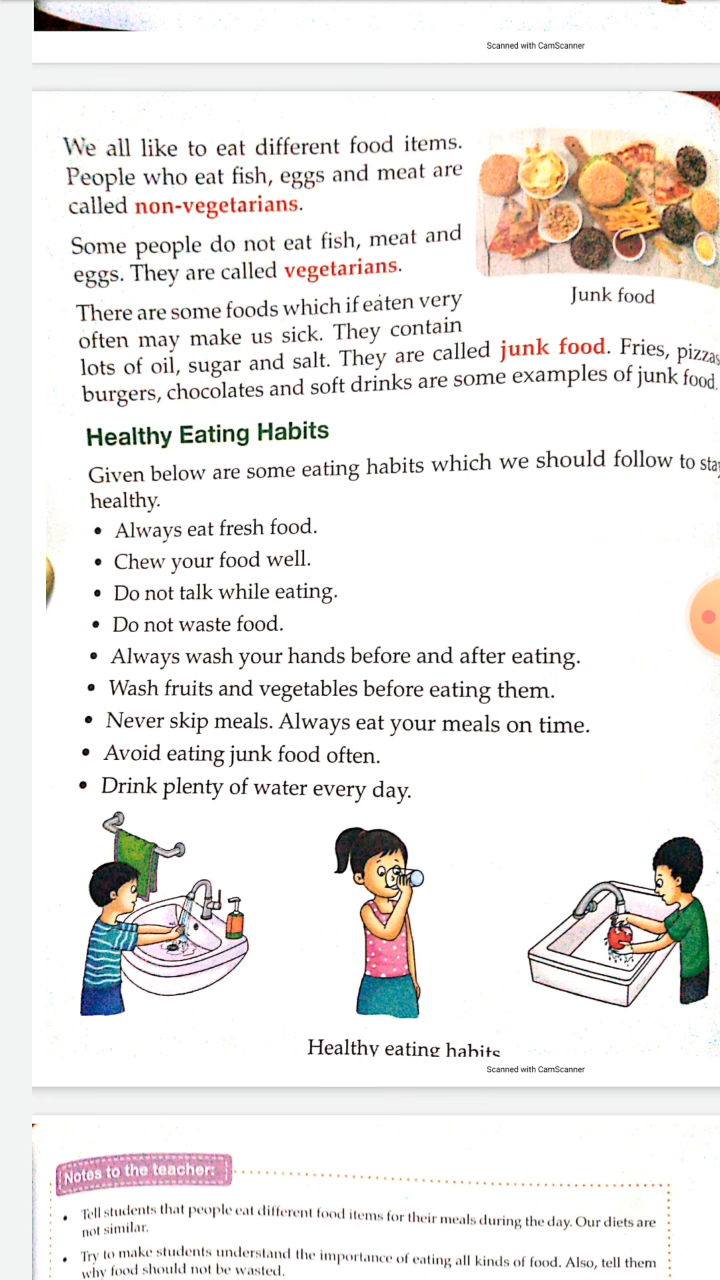 Scanned with CamScanner
We all like to eat different food items.
People who eat fish, eggs and meat are
called non-vegetarians.
Some people do not eat fish, meat and
eggs. They are called vegetarians.
There are some foods which if eaten very
often may make us sick. They contain
lots of oil, sugar and salt. They are called junk food. Fries, pizzas
burgers, chocolates and soft drinks are some examples of junk food.
Junk food
Healthy Eating Habits
Given below are some eating habits which we should follow to stay
healthy.
• Always eat fresh food.
• Chew your food well.
• Do not talk while eating.
• Do not waste food.
• Always wash your hands before and after eating.
• Wash fruits and vegetables before eating them.
• Never skip meals. Always eat your meals on time.
• Avoid eating junk food often.
• Drink plenty of water every day.
Healthy eating habits
Scanned with CamScanner
Notes to the teacher:
• Tell students that people eat different food items for their meals during the day. Our diets are
not similar.
• Try to make students understand the importance of eating all kinds of food. Also, tell them
why food should not be wasted.